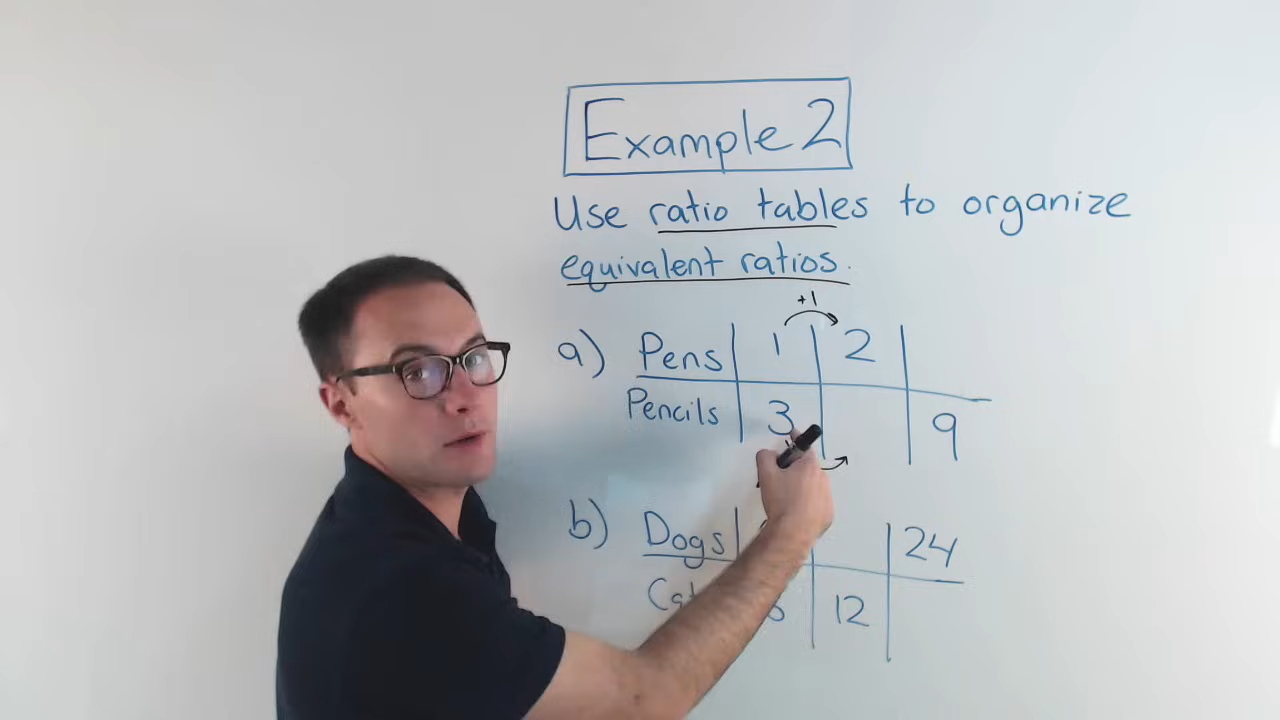 Example 2
Use ratio tables to organize
equivalent ratios.
+1
a) Pens 1 2
Pencils 3 9
b) Dogs 24
12